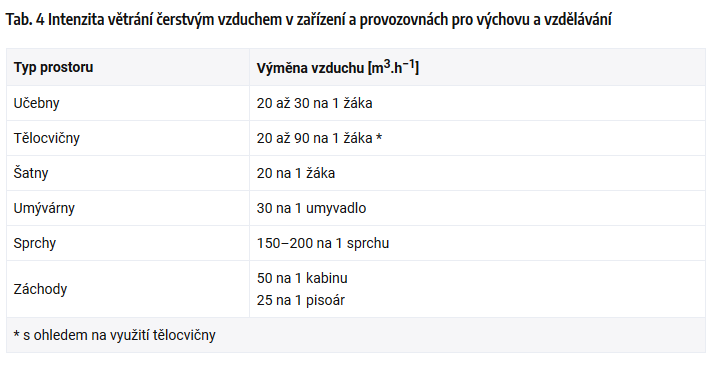 Tab. 4 Intenzita větrání čerstvým vzduchem v zařízení a provozovnách pro výchovu a vzdělávání
Typ prostoru Výměna vzduchu [m³.h⁻¹]
Učebny 20 až 30 na 1 žáka
Tělocvičny 20 až 90 na 1 žáka *
Šatny 20 na 1 žáka
Umývárny 30 na 1 umyvadlo
Sprchy 150–200 na 1 sprchu
Záchody 50 na 1 kabinu
25 na 1 pisoár
* s ohledem na využití tělocvičny